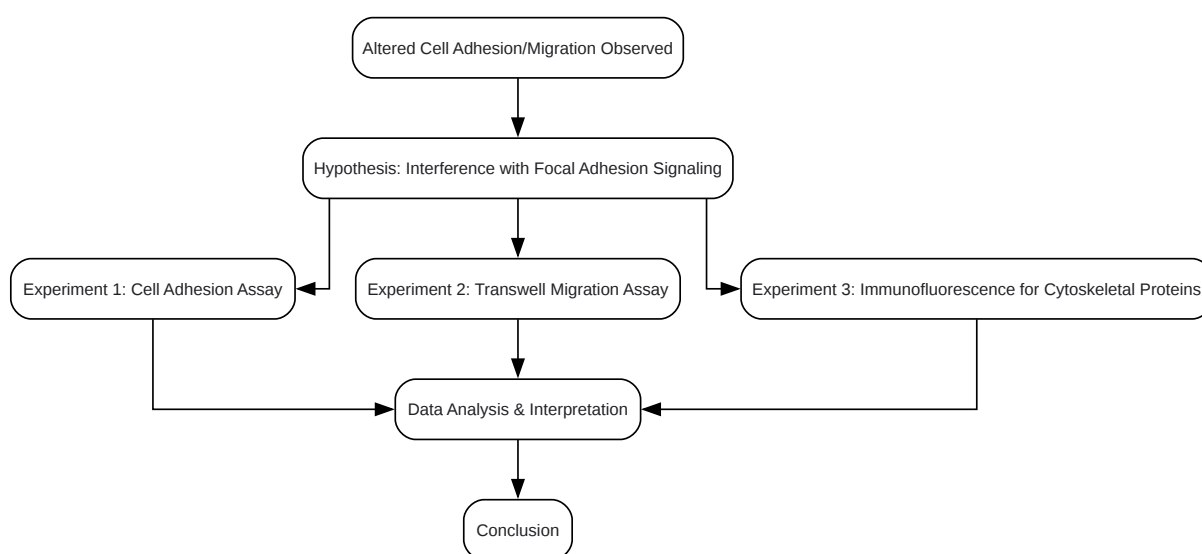 Altered Cell Adhesion/Migration Observed
Hypothesis: Interference with Focal Adhesion Signaling
Experiment 1: Cell Adhesion Assay
Experiment 2: Transwell Migration Assay
Experiment 3: Immunofluorescence for Cytoskeletal Proteins
Data Analysis & Interpretation
Conclusion